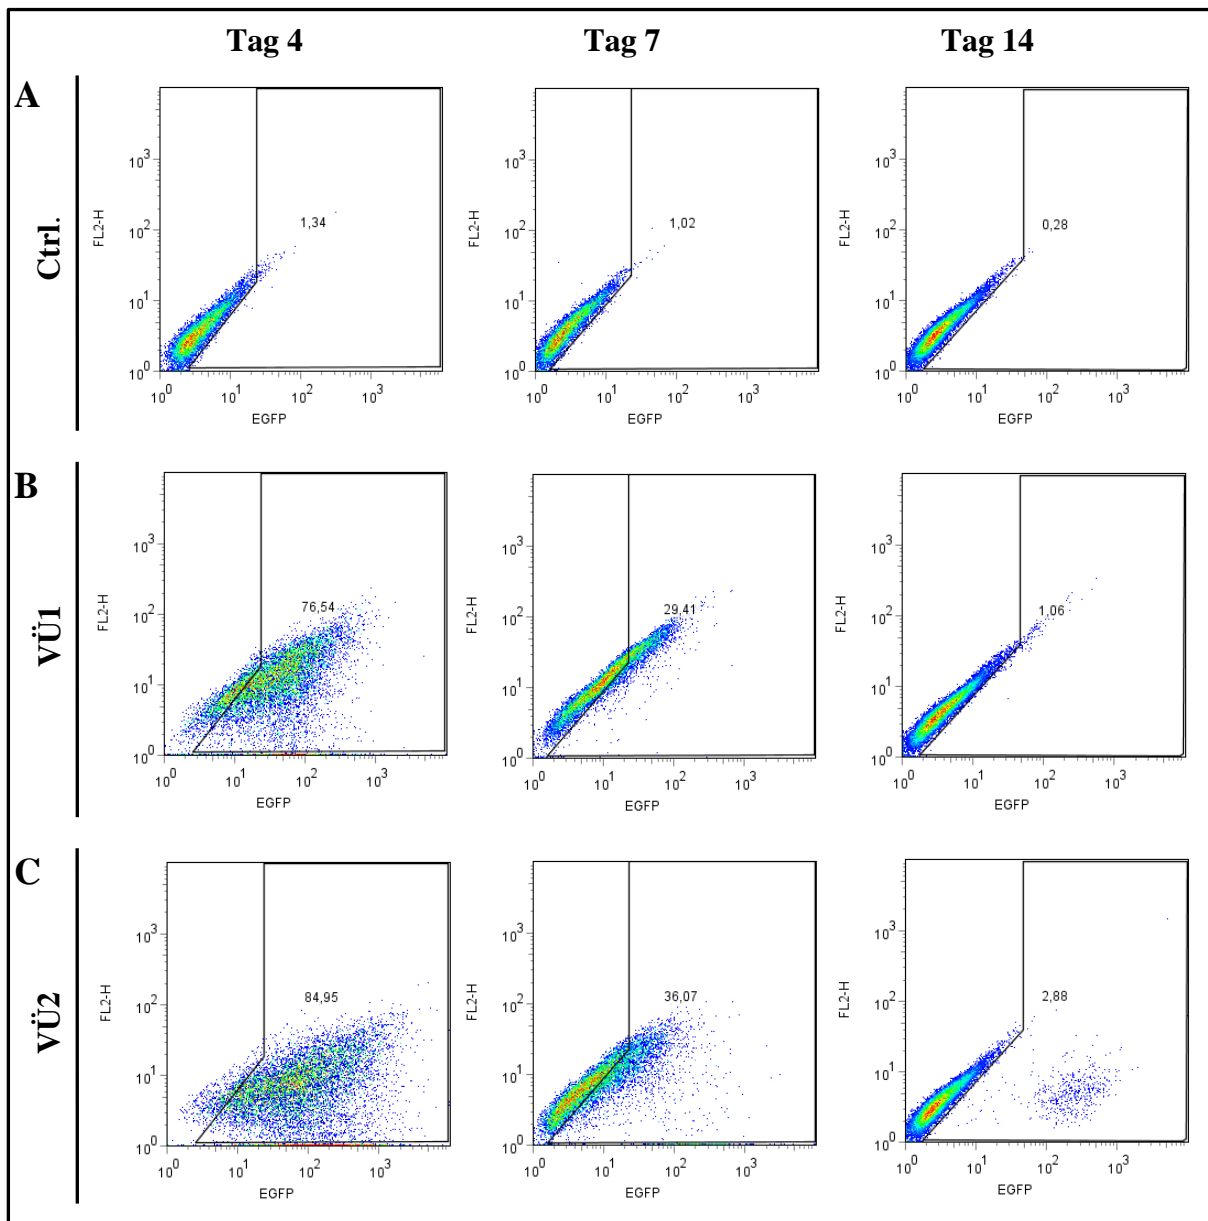 Tag 4
Tag 7
Tag 14
A
Ctrl.
FL2-H
10³
10²
10¹
10⁰
1,34
10⁰ 10¹ 10² 10³
EGFP
FL2-H
10³
10²
10¹
10⁰
1,02
10⁰ 10¹ 10² 10³
EGFP
FL2-H
10³
10²
10¹
10⁰
0,28
10⁰ 10¹ 10² 10³
EGFP
B
VÜ1
FL2-H
10³
10²
10¹
10⁰
76,54
10⁰ 10¹ 10² 10³
EGFP
FL2-H
10³
10²
10¹
10⁰
29,41
10⁰ 10¹ 10² 10³
EGFP
FL2-H
10³
10²
10¹
10⁰
1,06
10⁰ 10¹ 10² 10³
EGFP
C
VÜ2
FL2-H
10³
10²
10¹
10⁰
84,95
10⁰ 10¹ 10² 10³
EGFP
FL2-H
10³
10²
10¹
10⁰
36,07
10⁰ 10¹ 10² 10³
EGFP
FL2-H
10³
10²
10¹
10⁰
2,88
10⁰ 10¹ 10² 10³
EGFP